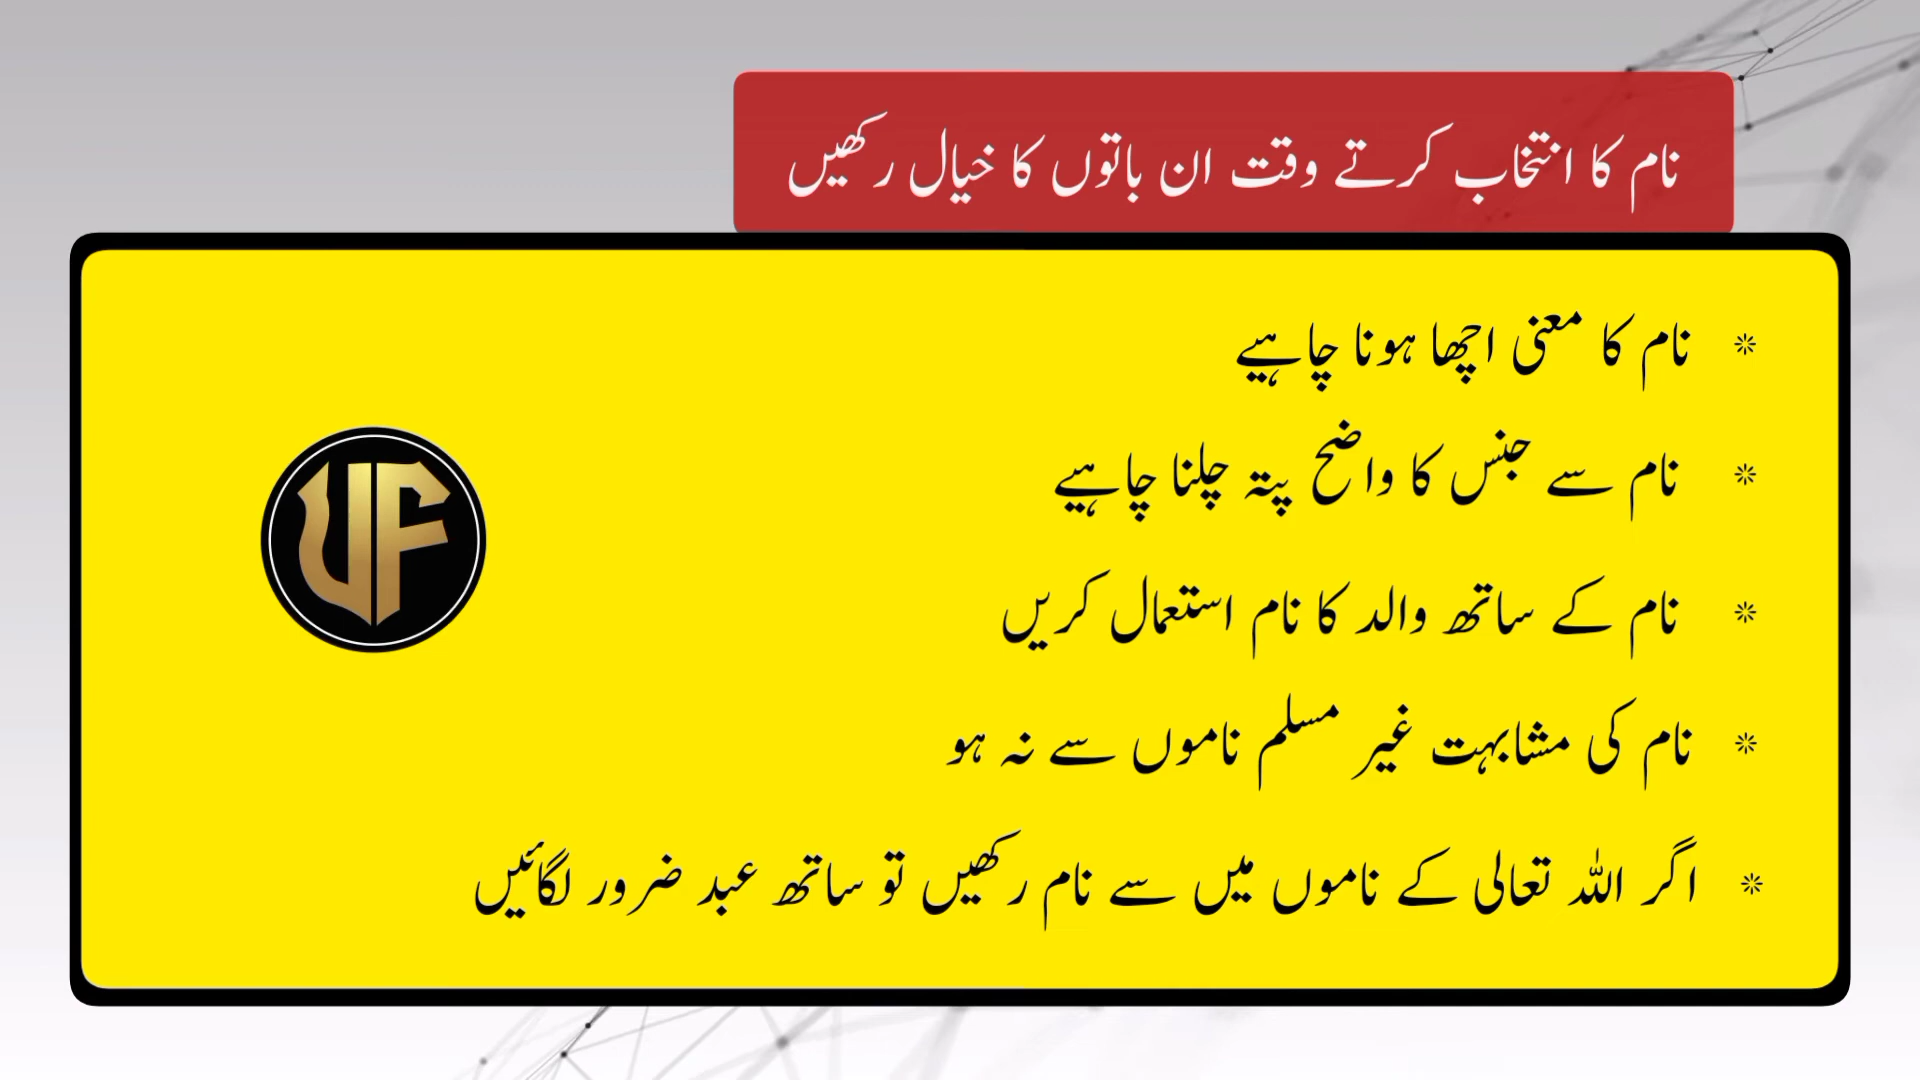 نام کا انتخاب کرتے وقت ان باتوں کا خیال رکھیں
* نام کا معنی اچھا ہونا چاہیے
* نام سے جنس کا واضح پتہ چلنا چاہیے
* نام کے ساتھ والد کا نام استعمال کریں
* نام کی مشابہت غیر مسلم ناموں سے نہ ہو
* اگر اللہ تعالی کے ناموں میں سے نام رکھیں تو ساتھ عبد ضرور لگائیں
UF